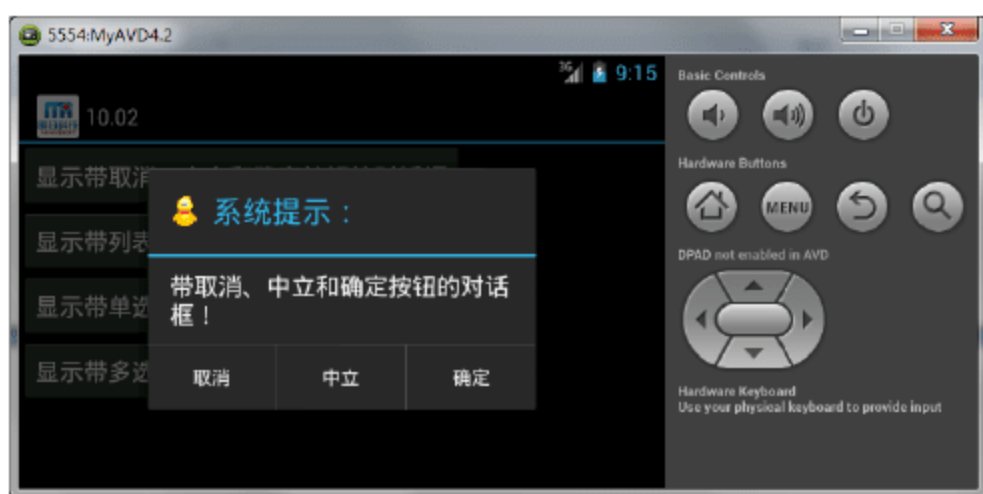 5554:MyAVD4.2
3G 9:15
10.02
显示带取消
系统提示：
显示带列表
带取消、中立和确定按钮的对话
框！
显示带单选
显示带多选
取消 中立 确定
Basic Controls
Hardware Buttons
MENU
DPAD not enabled in AVD
Hardware Keyboard
Use your physical keyboard to provide input